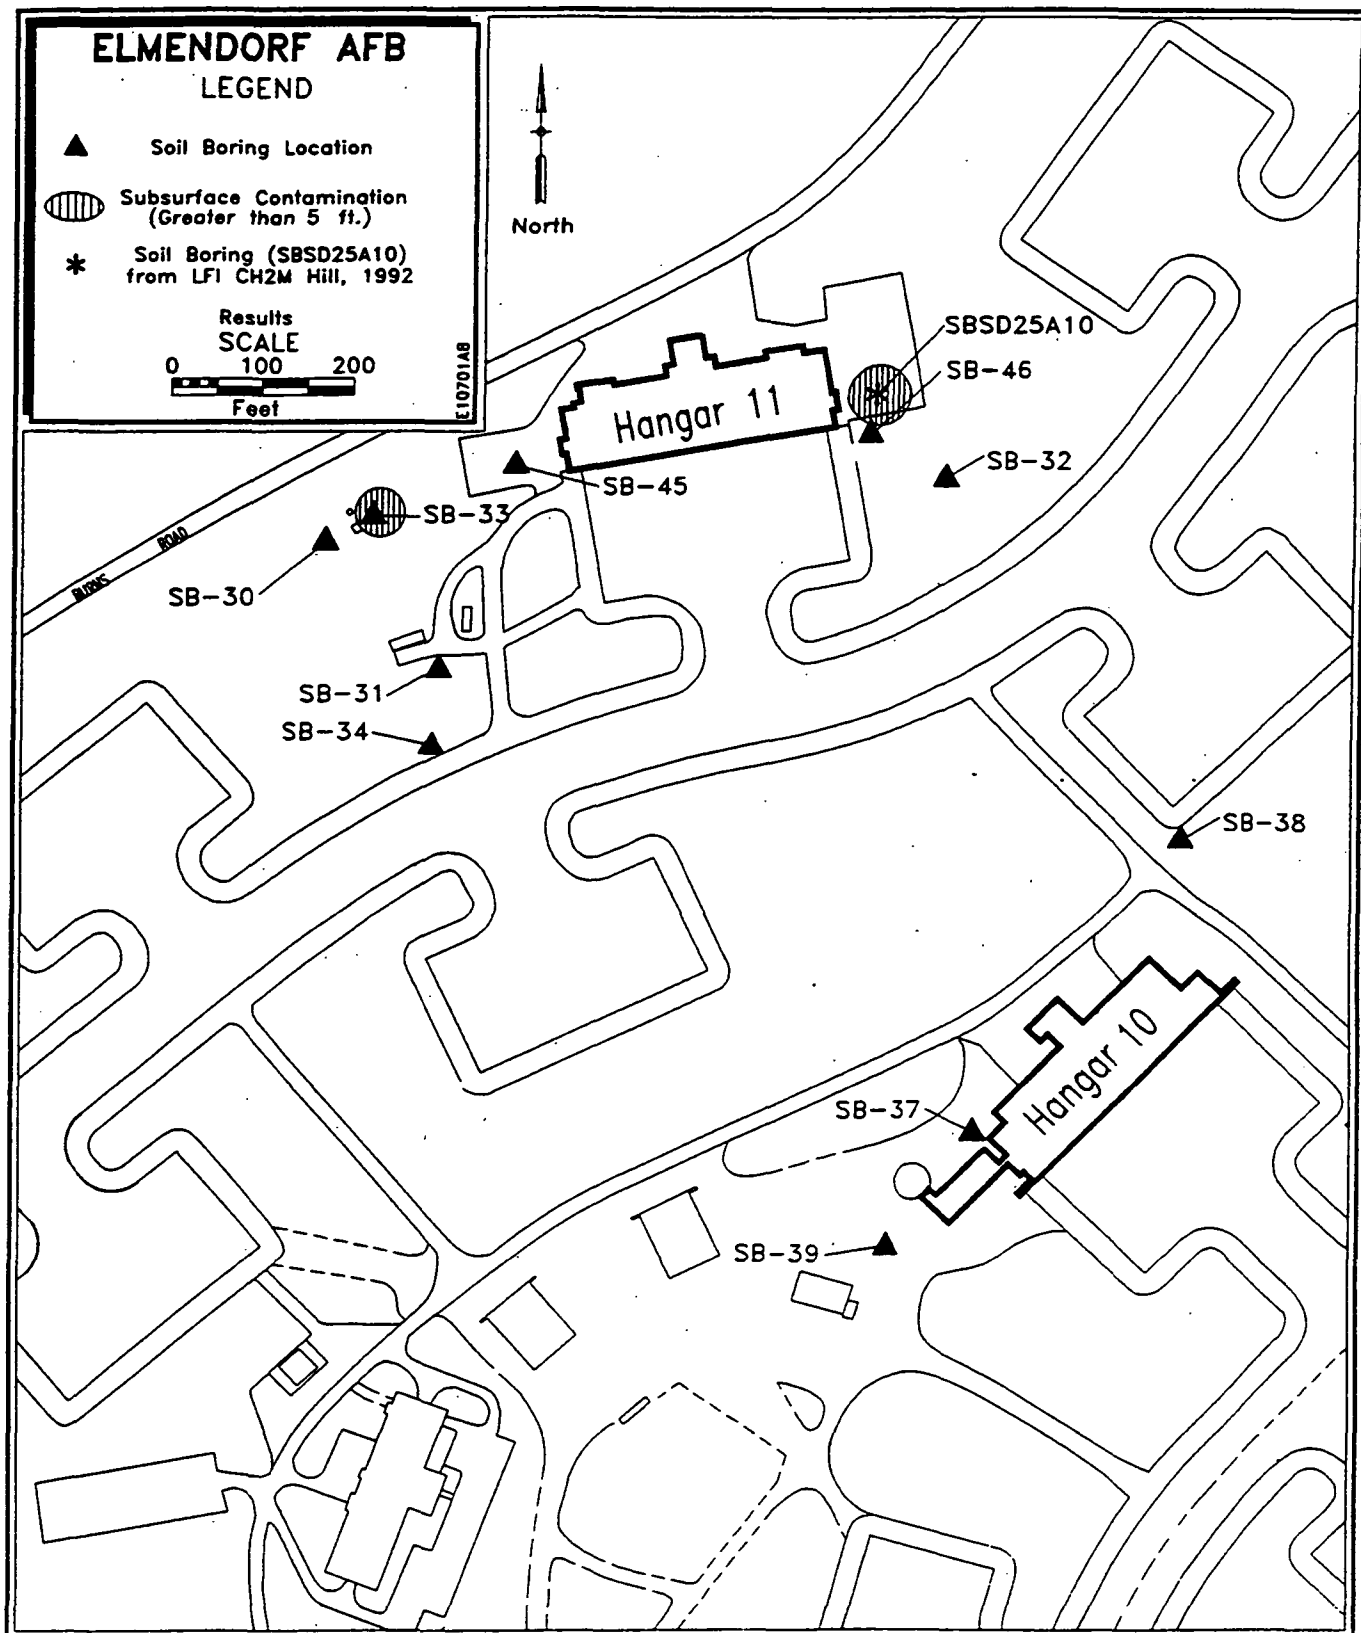 ELMENDORF AFB
LEGEND
Soil Boring Location
Subsurface Contamination
(Greater than 5 ft.)
Soil Boring (SBSD25A10)
from LFI CH2M Hill, 1992
Results
SCALE
0 100 200
Feet
E10701AB
North
SBSD25A10
SB-46
Hangar 11
SB-32
SB-45
SB-33
BURNS ROAD
SB-30
SB-31
SB-34
SB-38
Hangar 10
SB-37
SB-39